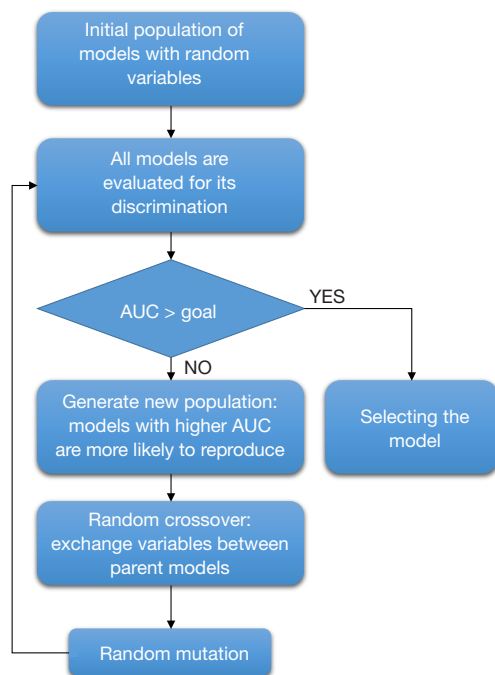 Initial population of
models with random
variables
All models are
evaluated for its
discrimination
AUC > goal
YES
NO
Generate new population:
models with higher AUC
are more likely to reproduce
Selecting the
model
Random crossover:
exchange variables between
parent models
Random mutation